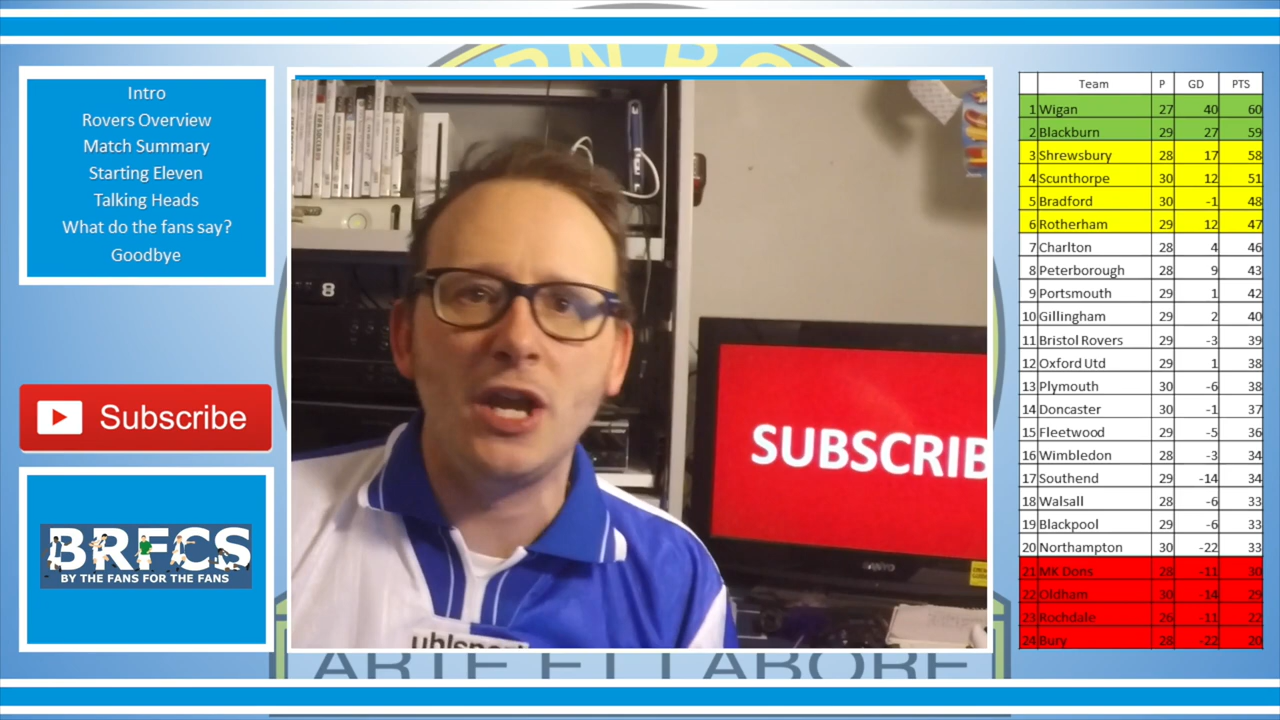 RN RO
Intro
Rovers Overview
Match Summary
Starting Eleven
Talking Heads
What do the fans say?
Goodbye
Subscribe
BRFCS
BY THE FANS FOR THE FANS
8
SUBSCRIB
SANYO
uhlsport
ARTE ET LABORE
Team P GD PTS
1 Wigan 27 40 60
2 Blackburn 29 27 59
3 Shrewsbury 28 17 58
4 Scunthorpe 30 12 51
5 Bradford 30 -1 48
6 Rotherham 29 12 47
7 Charlton 28 4 46
8 Peterborough 28 9 43
9 Portsmouth 29 1 42
10 Gillingham 29 2 40
11 Bristol Rovers 29 -3 39
12 Oxford Utd 29 1 38
13 Plymouth 30 -6 38
14 Doncaster 30 -1 37
15 Fleetwood 29 -5 36
16 Wimbledon 28 -3 34
17 Southend 29 -14 34
18 Walsall 28 -6 33
19 Blackpool 29 -6 33
20 Northampton 30 -22 33
21 MK Dons 28 -11 30
22 Oldham 30 -14 29
23 Rochdale 26 -11 22
24 Bury 28 -22 20